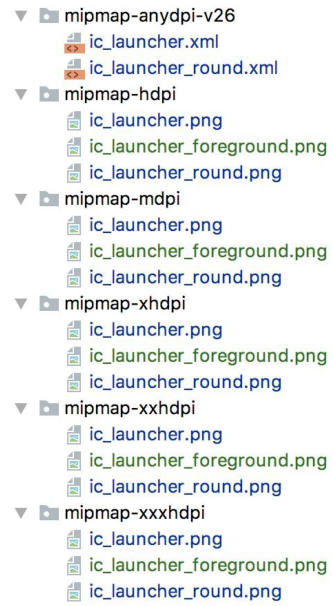 mipmap-anydpi-v26
ic_launcher.xml
ic_launcher_round.xml
mipmap-hdpi
ic_launcher.png
ic_launcher_foreground.png
ic_launcher_round.png
mipmap-mdpi
ic_launcher.png
ic_launcher_foreground.png
ic_launcher_round.png
mipmap-xhdpi
ic_launcher.png
ic_launcher_foreground.png
ic_launcher_round.png
mipmap-xxhdpi
ic_launcher.png
ic_launcher_foreground.png
ic_launcher_round.png
mipmap-xxxhdpi
ic_launcher.png
ic_launcher_foreground.png
ic_launcher_round.png